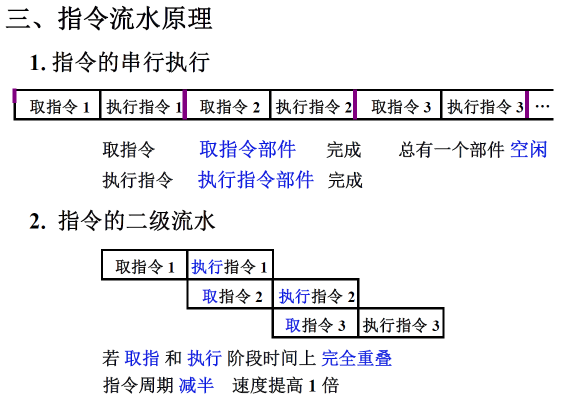 三、指令流水原理
1. 指令的串行执行
取指令 1 执行指令 1 取指令 2 执行指令 2 取指令 3 执行指令 3 …
取指令 取指令部件 完成 总有一个部件 空闲
执行指令 执行指令部件 完成
2. 指令的二级流水
取指令 1 执行指令 1
取指令 2 执行指令 2
取指令 3 执行指令 3
若 取指 和 执行 阶段时间上 完全重叠
指令周期 减半 速度提高 1 倍